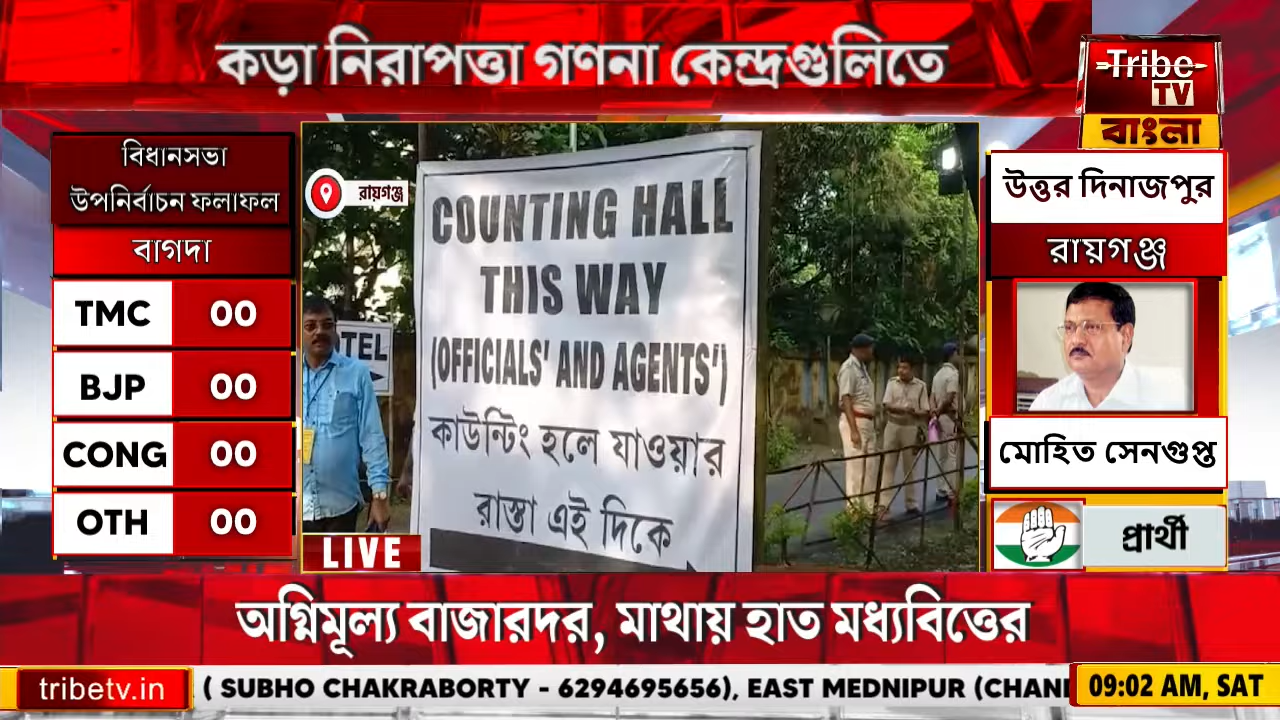 কড়া নিরাপত্তা গণনা কেন্দ্রগুলিতে
Tribe
TV
বাংলা
বিধানসভা
উপনির্বাচন ফলাফল
বাগদা
TMC 00
BJP 00
CONG 00
OTH 00
রায়গঞ্জ
COUNTING HALL
THIS WAY
(OFFICIALS' AND AGENTS')
কাউন্টিং হলে যাওয়ার
রাস্তা এই দিকে
TEL
LIVE
উত্তর দিনাজপুর
রায়গঞ্জ
মোহিত সেনগুপ্ত
প্রার্থী
অগ্নিমূল্য বাজারদর, মাথায় হাত মধ্যবিত্তের
tribetv.in
( SUBHO CHAKRABORTY - 6294695656), EAST MEDNIPUR (CHAN
09:02 AM, SAT